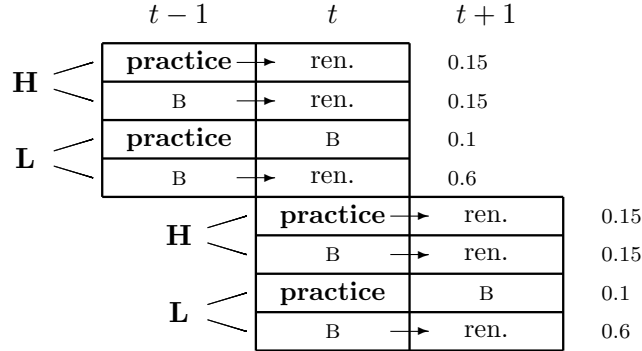 t − 1 t t + 1
H practice ren. 0.15
B ren. 0.15
L practice B 0.1
B ren. 0.6
H practice ren. 0.15
B ren. 0.15
L practice B 0.1
B ren. 0.6